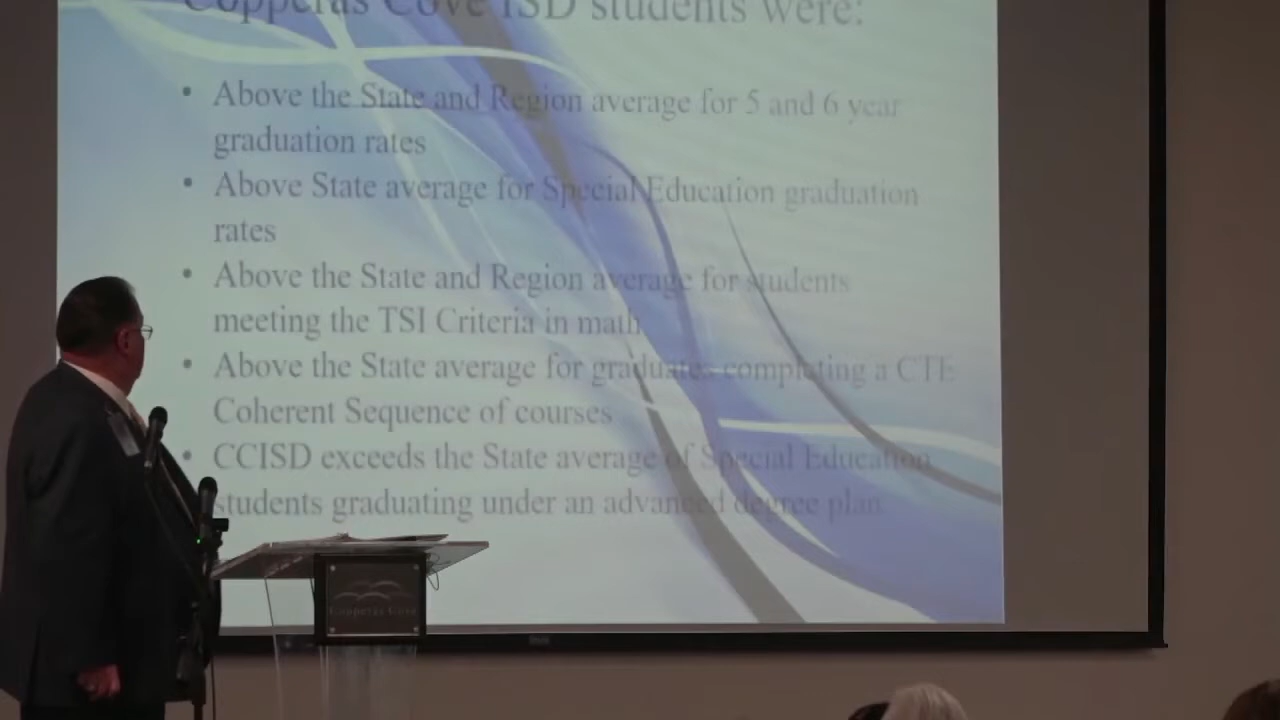 Copperas Cove ISD students were:
• Above the State and Region average for 5 and 6 year
graduation rates
• Above State average for Special Education graduation
rates
• Above the State and Region average for students
meeting the TSI Criteria in math
• Above the State average for graduates completing a CTE
Coherent Sequence of courses
• CCISD exceeds the State average of Special Education
students graduating under an advanced degree plan
Copperas Cove